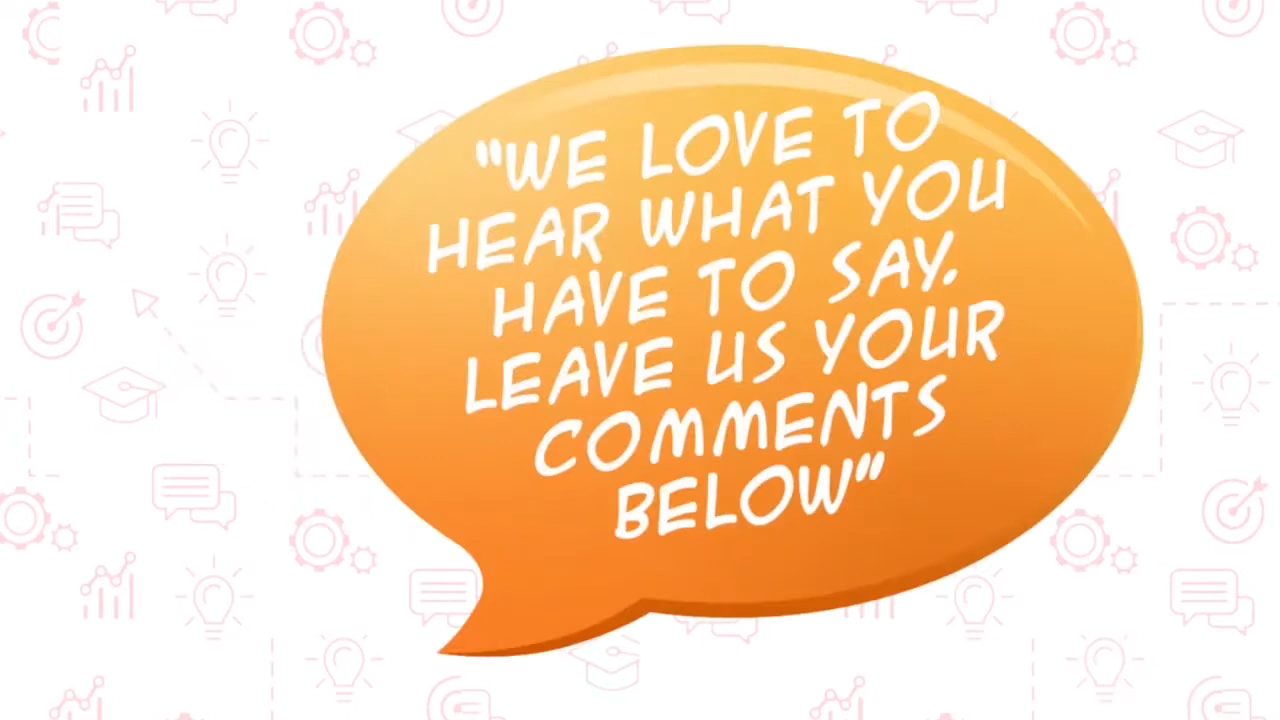 "WE LOVE TO
HEAR WHAT YOU
HAVE TO SAY.
LEAVE US YOUR
COMMENTS
BELOW"